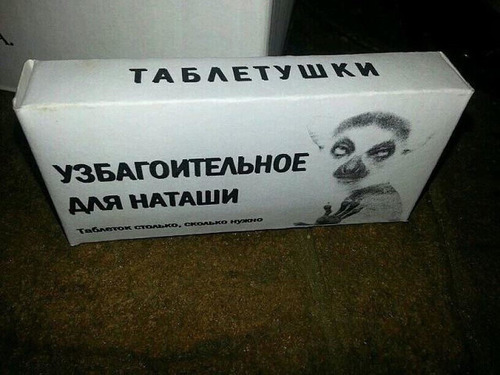 ТАБЛЕТУШКИ
УЗБАГОИТЕЛЬНОЕ
ДЛЯ НАТАШИ
Таблеток столько, сколько нужно